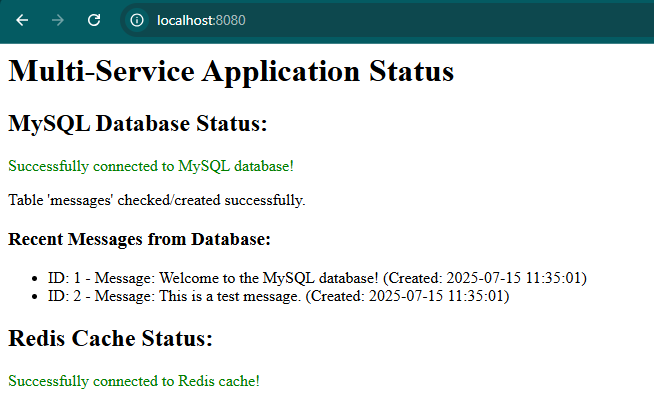 localhost:8080
Multi-Service Application Status
MySQL Database Status:
Successfully connected to MySQL database!
Table 'messages' checked/created successfully.
Recent Messages from Database:
• ID: 1 - Message: Welcome to the MySQL database! (Created: 2025-07-15 11:35:01)
• ID: 2 - Message: This is a test message. (Created: 2025-07-15 11:35:01)
Redis Cache Status:
Successfully connected to Redis cache!